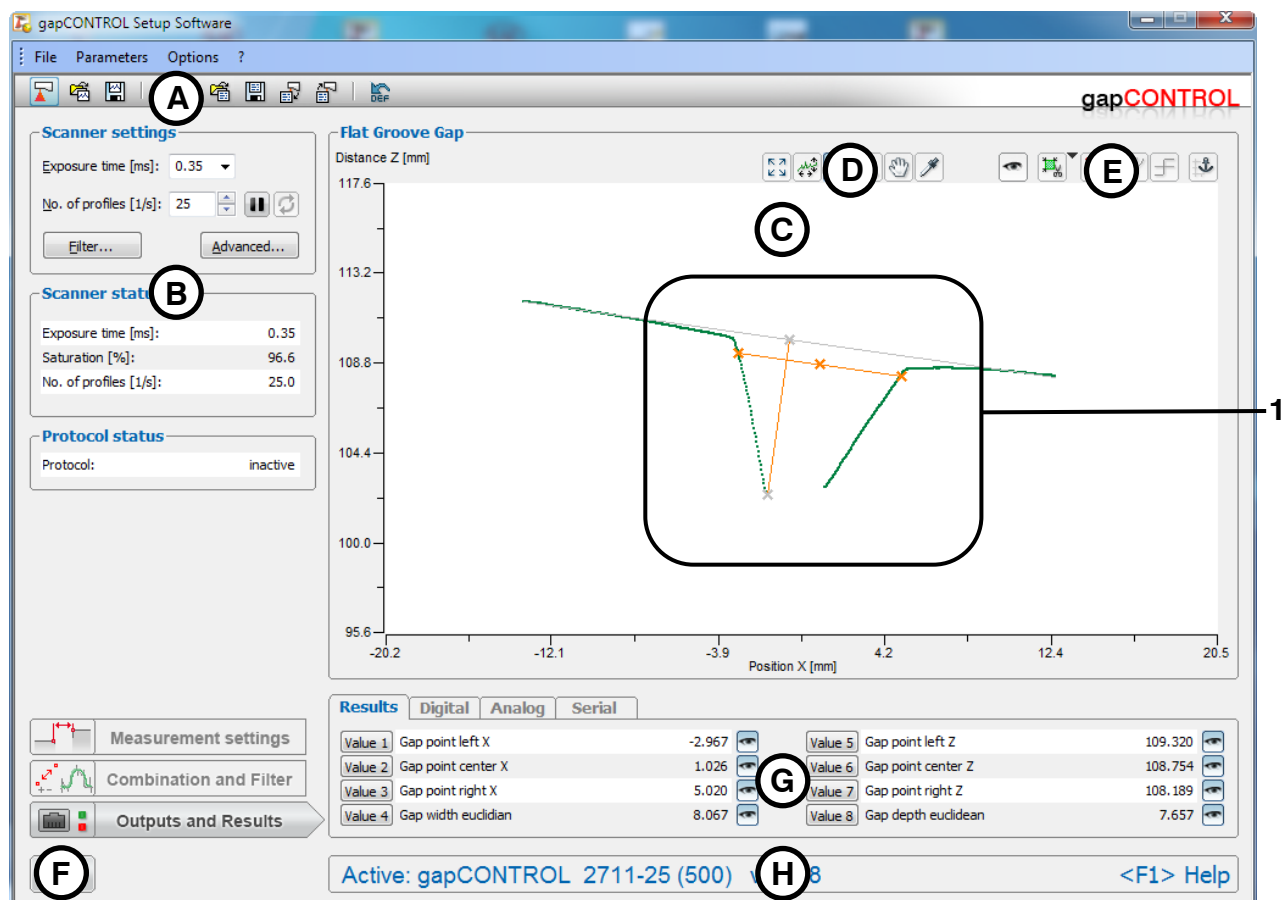 gapCONTROL Setup Software
File Parameters Options ?
A
DEF
gapCONTROL
Scanner settings
Exposure time [ms]: 0.35
No. of profiles [1/s]: 25
Filter... Advanced...
B
Exposure time [ms]: 0.35
Saturation [%]: 96.6
No. of profiles [1/s]: 25.0
Protocol status
Protocol: inactive
Measurement settings
Combination and Filter
Outputs and Results
F
Flat Groove Gap
Distance Z [mm]
D
E
C
117.6
113.2
108.8
104.4
100.0
95.6
-20.2 -12.1 -3.9 4.2 12.4 20.5
Position X [mm]
1
Results Digital Analog Serial
Value 1 Gap point left X -2.967
Value 2 Gap point center X 1.026
Value 3 Gap point right X 5.020
Value 4 Gap width euclidian 8.067
G
Value 5 Gap point left Z 109.320
Value 6 Gap point center Z 108.754
Value 7 Gap point right Z 108.189
Value 8 Gap depth euclidean 7.657
Active: gapCONTROL 2711-25 (500)
H
8
<F1> Help